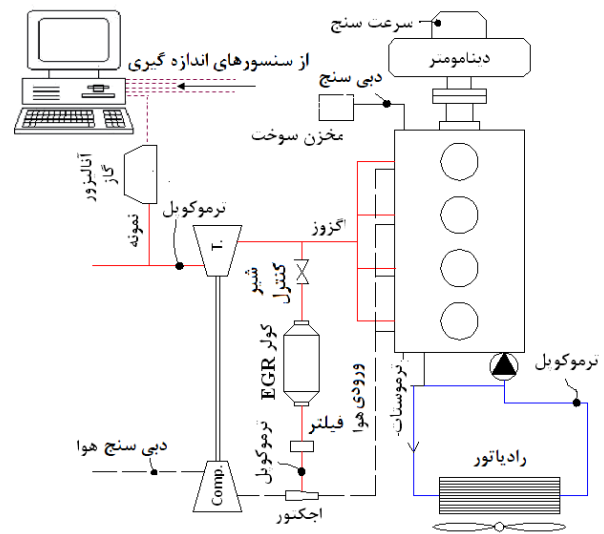 سرعت سنج
دینامومتر
از سنسورهای اندازه گیری
دبی سنج
مخزن سوخت
آنالیزور
گاز
نمونه
ترموکوپل
T.
اگزوز
شیر
کنترل
کولر EGR
ورودی هوا
ترموستات
ترموکوپل
فیلتر
ترموکوپل
دبی سنج هوا
Comp.
اجکتور
رادیاتور